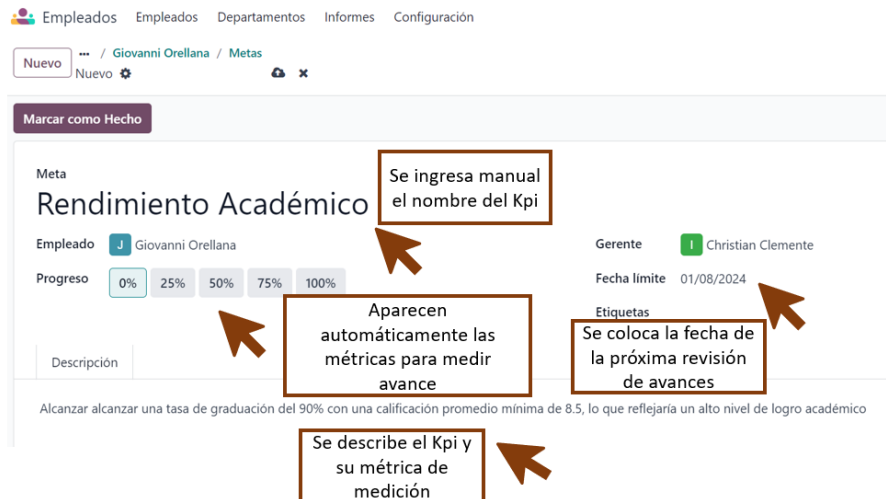 Empleados Empleados Departamentos Informes Configuración
Nuevo ••• / Giovanni Orellana / Metas
Nuevo
Marcar como Hecho
Meta
Rendimiento Académico
Se ingresa manual
el nombre del Kpi
Empleado J Giovanni Orellana
Gerente I Christian Clemente
Progreso 0% 25% 50% 75% 100%
Fecha límite 01/08/2024
Etiquetas
Aparecen
automáticamente las
métricas para medir
avance
Se coloca la fecha de
la próxima revisión
de avances
Descripción
Alcanzar alcanzar una tasa de graduación del 90% con una calificación promedio mínima de 8.5, lo que reflejaría un alto nivel de logro académico
Se describe el Kpi y
su métrica de
medición